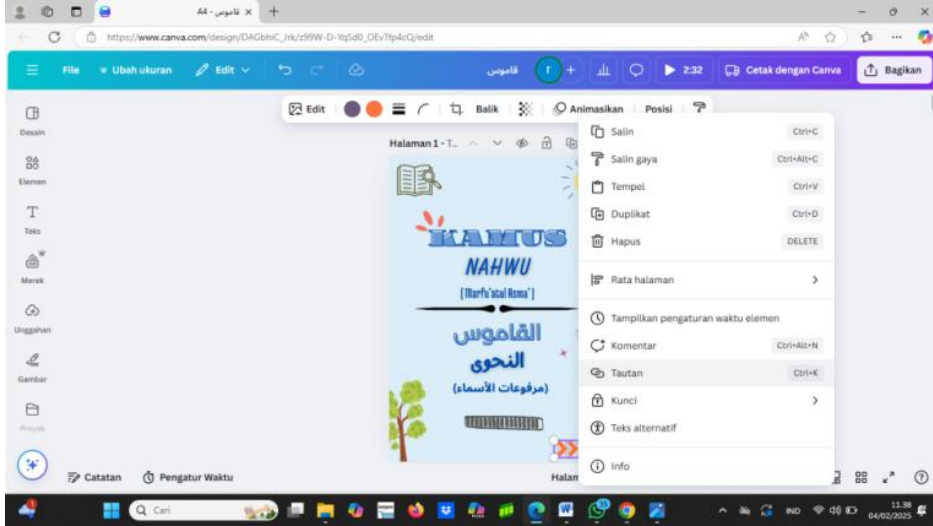 قاموس - A4
https://www.canva.com/design/DAGbhiC_Jrk/z99W-D-YqSd0_OEvTfp4cQ/edit
File
Ubah ukuran
Edit
قاموس
2:32
Cetak dengan Canva
Bagikan
Edit
Balik
Animasikan
Posisi
Desain
Elemen
Teks
Merek
Unggahan
Gambar
Proyek
Halaman 1 - T...
KAMUS
NAHWU
(Marfu'atul Asma')
القاموس
النحوى
(مرفوعات الأسماء)
Salin Ctrl+C
Salin gaya Ctrl+Alt+C
Tempel Ctrl+V
Duplikat Ctrl+D
Hapus DELETE
Rata halaman
Tampilkan pengaturan waktu elemen
Komentar Ctrl+Alt+N
Tautan Ctrl+K
Kunci
Teks alternatif
Info
Catatan
Pengatur Waktu
Halam
Cari
IND
11.38
04/02/2025